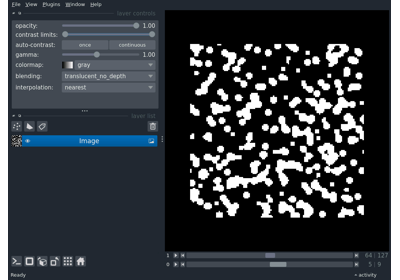 File View Plugins Window Help
layer controls
opacity: 1.00
contrast limits:
auto-contrast: once continuous
gamma: 1.00
colormap: gray
blending: translucent_no_depth
interpolation: nearest
layer list
Image
1 64 127
0 5 9
Ready activity